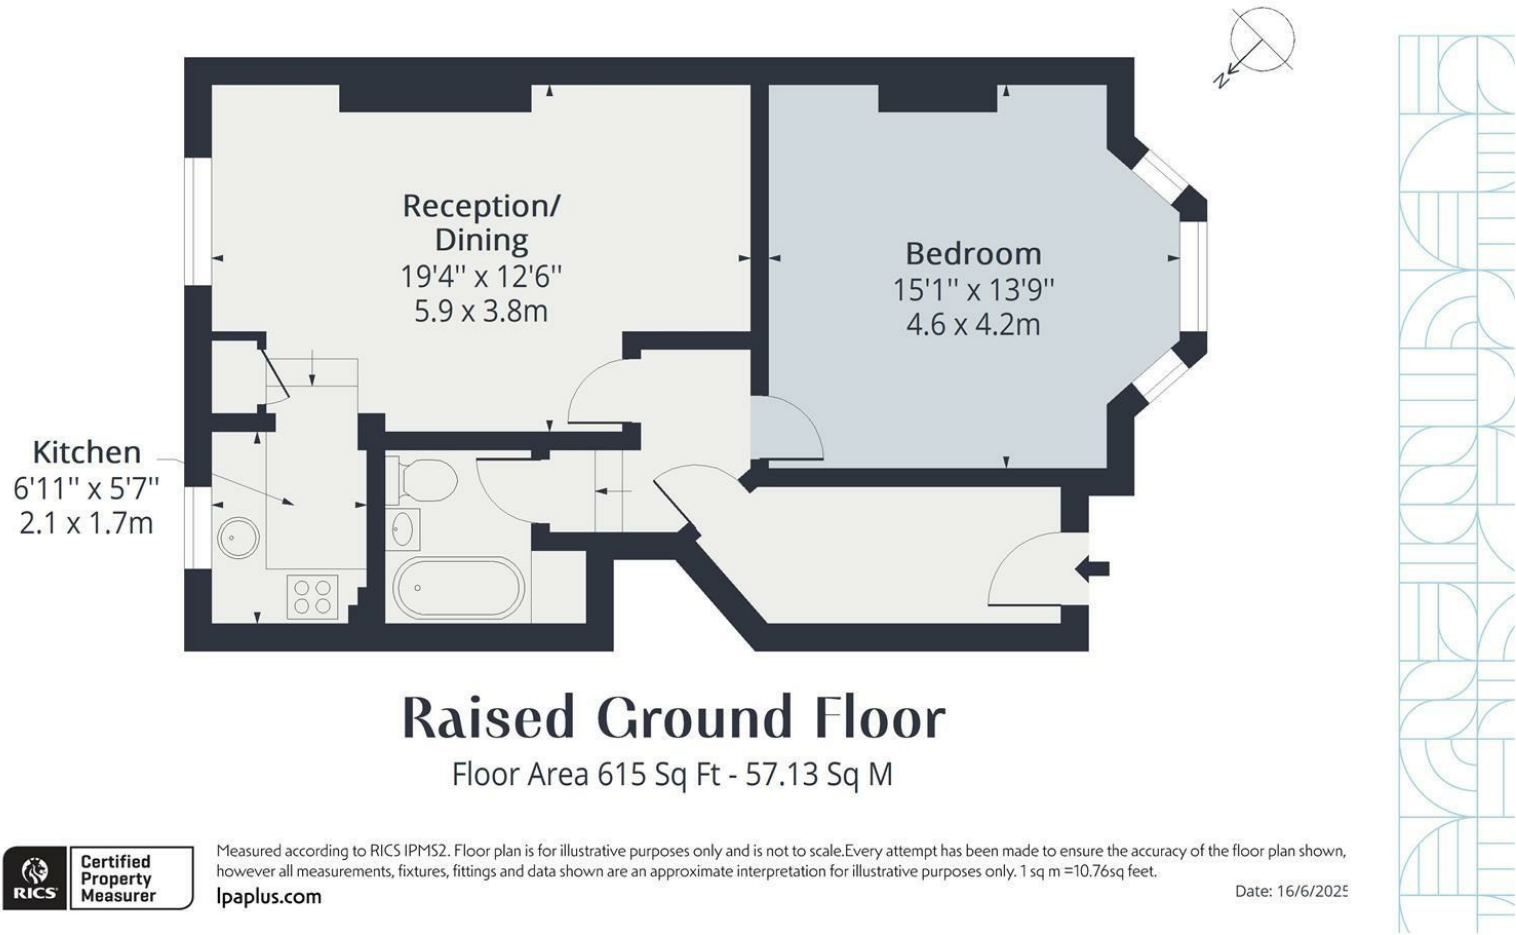 N
Reception/
Dining
19'4" x 12'6"
5.9 x 3.8m
Bedroom
15'1" x 13'9"
4.6 x 4.2m
Kitchen
6'11" x 5'7"
2.1 x 1.7m
Raised Ground Floor
Floor Area 615 Sq Ft - 57.13 Sq M
RICS
Certified
Property
Measurer
Measured according to RICS IPMS2. Floor plan is for illustrative purposes only and is not to scale.Every attempt has been made to ensure the accuracy of the floor plan shown,
however all measurements, fixtures, fittings and data shown are an approximate interpretation for illustrative purposes only. 1 sq m =10.76sq feet.
lpaplus.com
Date: 16/6/2025